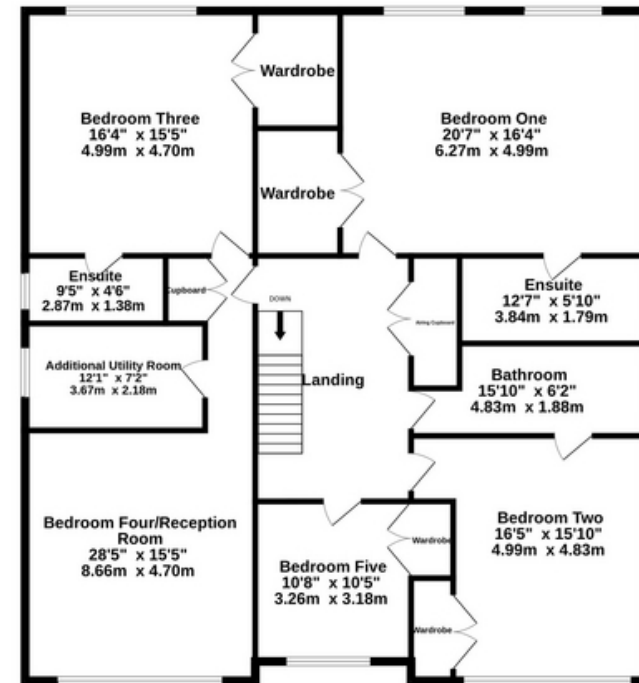 Bedroom Three
16'4" x 15'5"
4.99m x 4.70m
Wardrobe
Wardrobe
Bedroom One
20'7" x 16'4"
6.27m x 4.99m
Ensuite
9'5" x 4'6"
2.87m x 1.38m
Cupboard
DOWN
Airing Cupboard
Ensuite
12'7" x 5'10"
3.84m x 1.79m
Additional Utility Room
12'1" x 7'2"
3.67m x 2.18m
Landing
Bathroom
15'10" x 6'2"
4.83m x 1.88m
Bedroom Four/Reception
Room
28'5" x 15'5"
8.66m x 4.70m
Bedroom Five
10'8" x 10'5"
3.26m x 3.18m
Wardrobe
Bedroom Two
16'5" x 15'10"
4.99m x 4.83m
Wardrobe